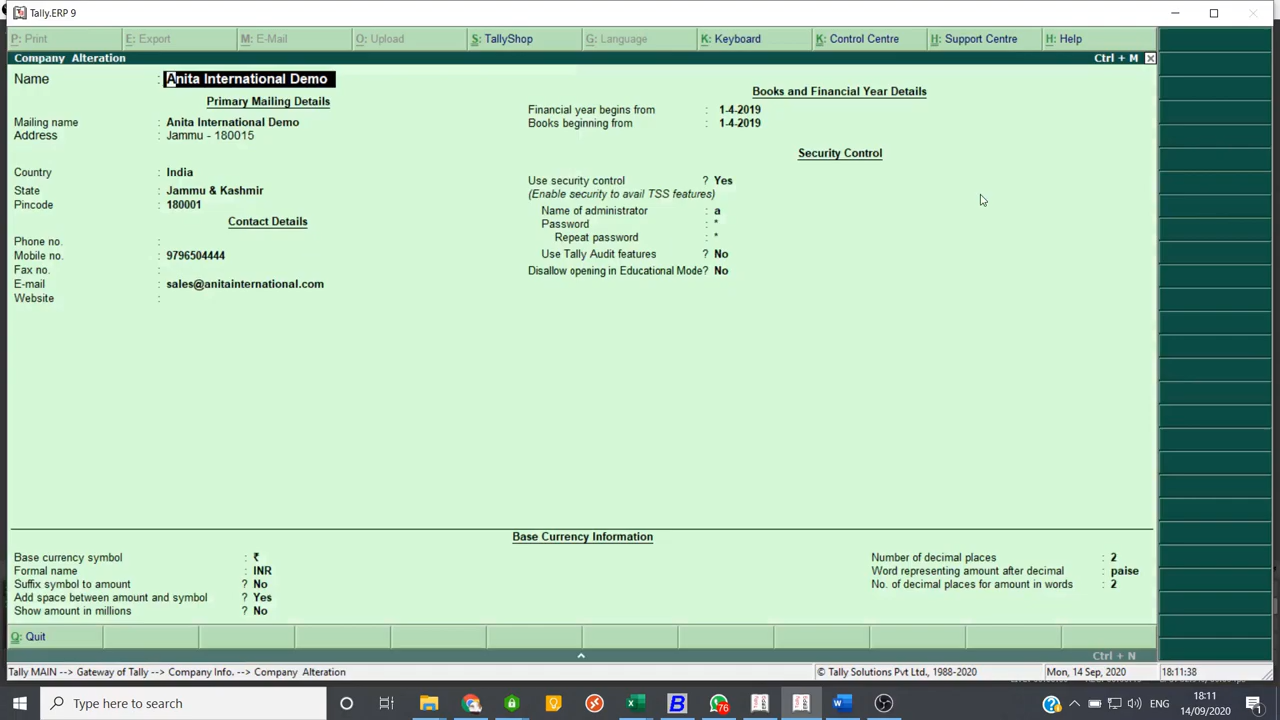 Tally.ERP 9
P: Print E: Export M: E-Mail O: Upload S: TallyShop G: Language K: Keyboard K: Control Centre H: Support Centre H: Help
Company Alteration Ctrl + M
Name : Anita International Demo
Primary Mailing Details
Mailing name : Anita International Demo
Address : Jammu - 180015
Country : India
State : Jammu & Kashmir
Pincode : 180001
Contact Details
Phone no. :
Mobile no. : 9796504444
Fax no. :
E-mail : sales@anitainternational.com
Website :
Books and Financial Year Details
Financial year begins from : 1-4-2019
Books beginning from : 1-4-2019
Security Control
Use security control ? Yes
(Enable security to avail TSS features)
Name of administrator : a
Password : *
Repeat password : *
Use Tally Audit features ? No
Disallow opening in Educational Mode? No
Base Currency Information
Base currency symbol : ₹
Formal name : INR
Suffix symbol to amount ? No
Add space between amount and symbol ? Yes
Show amount in millions ? No
Number of decimal places : 2
Word representing amount after decimal : paise
No. of decimal places for amount in words : 2
Q: Quit
Ctrl + N
Tally MAIN --> Gateway of Tally --> Company Info. --> Company Alteration © Tally Solutions Pvt Ltd., 1988-2020 Mon, 14 Sep, 2020 18:11:38
Type here to search 76 ENG 18:11
14/09/2020 1